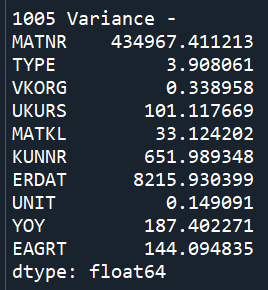 1005 Variance -
MATNR 434967.411213
TYPE 3.908061
VKORG 0.338958
UKURS 101.117669
MATKL 33.124202
KUNNR 651.989348
ERDAT 8215.930399
UNIT 0.149091
YOY 187.402271
EAGRT 144.094835
dtype: float64